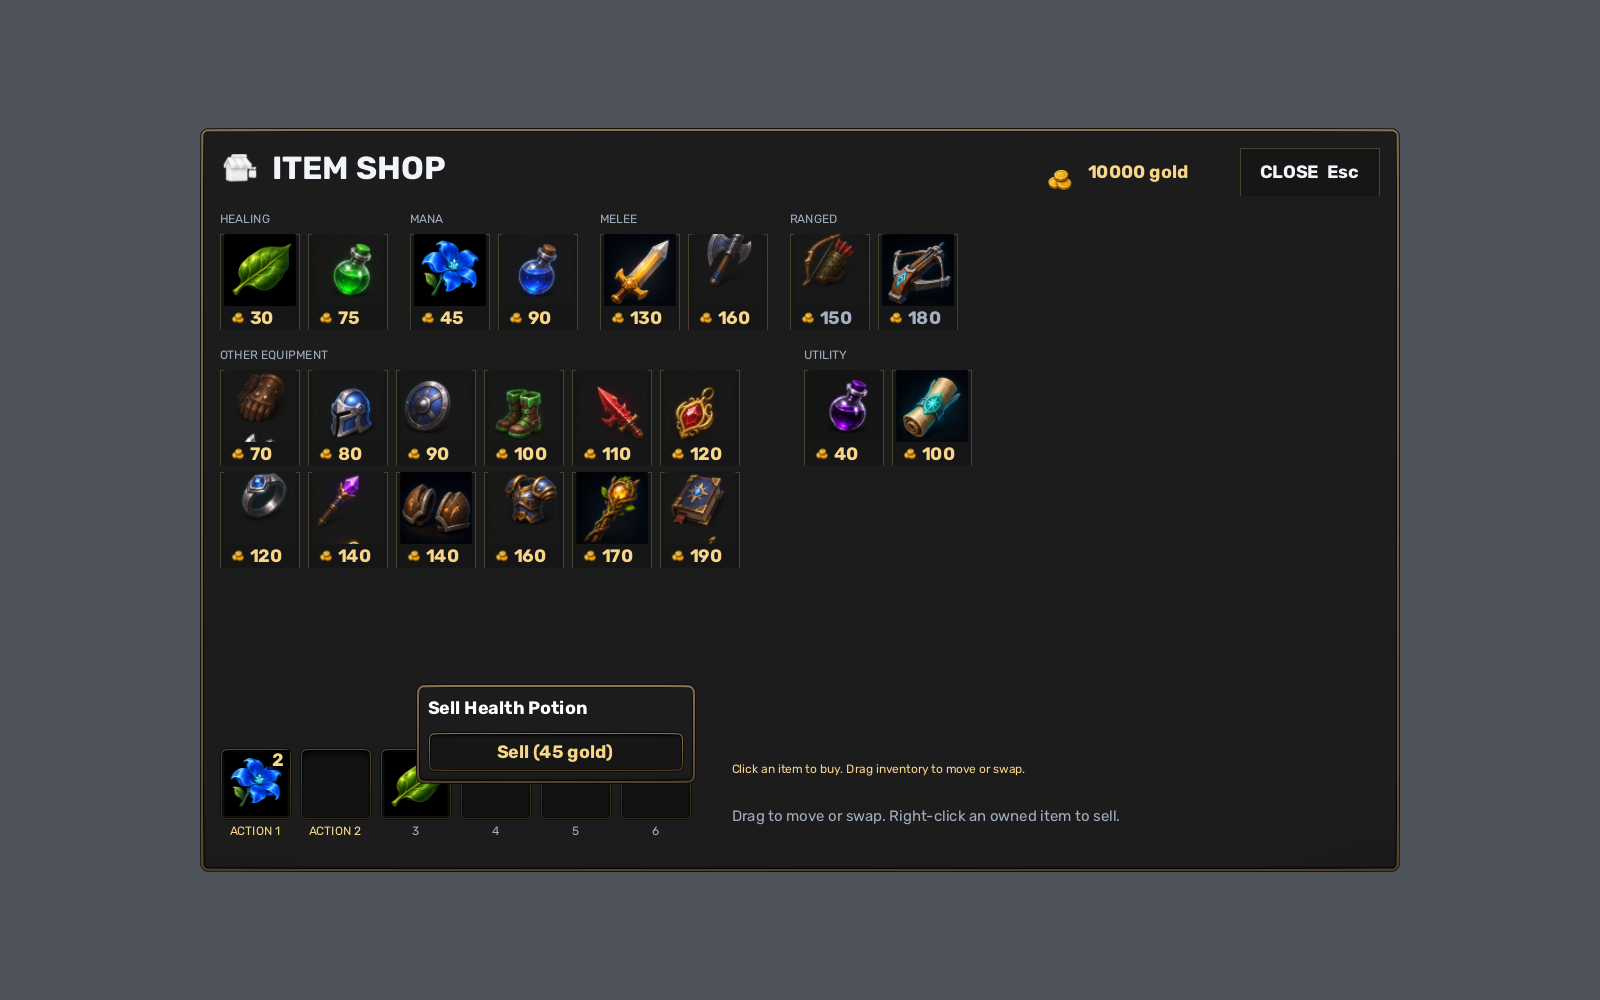 ITEM SHOP
10000 gold
CLOSE Esc
HEALING
MANA
MELEE
RANGED
30
75
45
90
130
160
150
180
OTHER EQUIPMENT
UTILITY
70
80
90
100
110
120
40
100
120
140
140
160
170
190
Sell Health Potion
Sell (45 gold)
2
Click an item to buy. Drag inventory to move or swap.
Drag to move or swap. Right-click an owned item to sell.
ACTION 1
ACTION 2
3
4
5
6